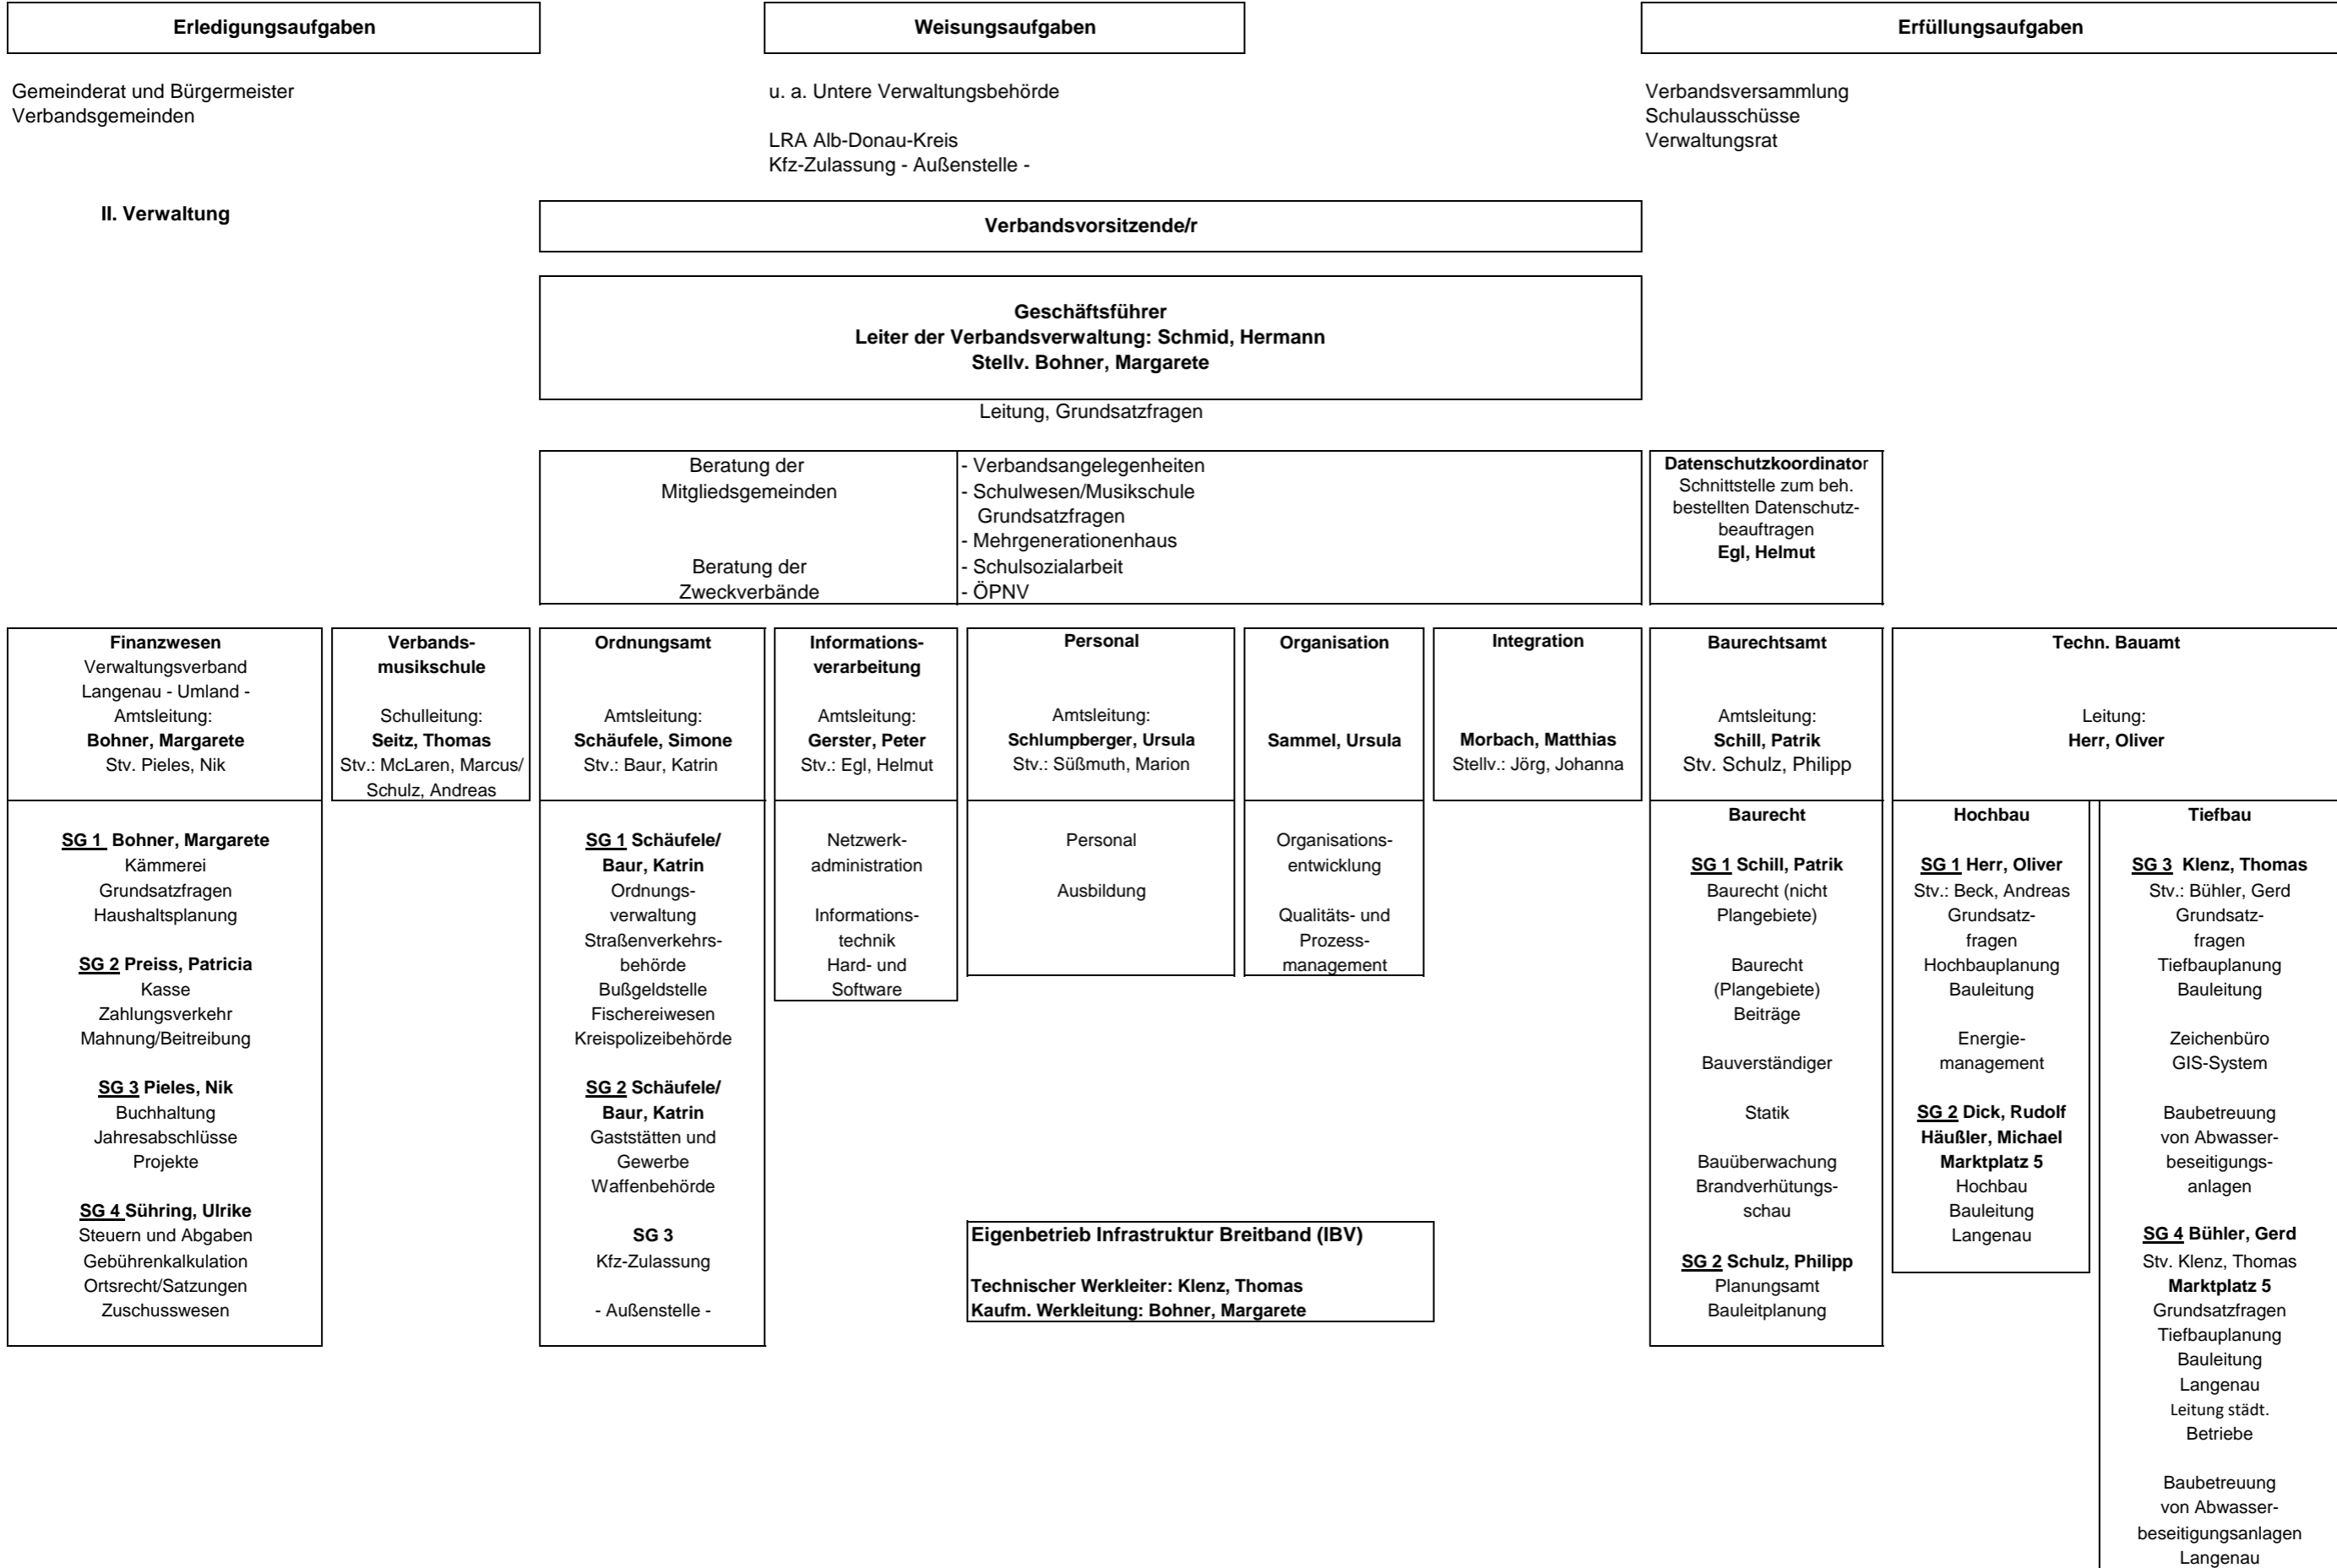 Erledigungsaufgaben
Weisungsaufgaben
Erfüllungsaufgaben
Gemeinderat und Bürgermeister
Verbandsgemeinden
u. a. Untere Verwaltungsbehörde
LRA Alb-Donau-Kreis
Kfz-Zulassung - Außenstelle -
Verbandsversammlung
Schulausschüsse
Verwaltungsrat
II. Verwaltung
Verbandsvorsitzende/r
Geschäftsführer
Leiter der Verbandsverwaltung: Schmid, Hermann
Stellv. Bohner, Margarete
Leitung, Grundsatzfragen
Beratung der
Mitgliedsgemeinden
Beratung der
Zweckverbände
- Verbandsangelegenheiten
- Schulwesen/Musikschule
Grundsatzfragen
- Mehrgenerationenhaus
- Schulsozialarbeit
- ÖPNV
Datenschutzkoordinator
Schnittstelle zum beh.
bestellten Datenschutz-
beauftragen
Egl, Helmut
Finanzwesen
Verwaltungsverband
Langenau - Umland -
Amtsleitung:
Bohner, Margarete
Stv. Pieles, Nik
SG 1 Bohner, Margarete
Kämmerei
Grundsatzfragen
Haushaltsplanung
SG 2 Preiss, Patricia
Kasse
Zahlungsverkehr
Mahnung/Beitreibung
SG 3 Pieles, Nik
Buchhaltung
Jahresabschlüsse
Projekte
SG 4 Sühring, Ulrike
Steuern und Abgaben
Gebührenkalkulation
Ortsrecht/Satzungen
Zuschusswesen
Verbands-
musikschule
Schulleitung:
Seitz, Thomas
Stv.: McLaren, Marcus/
Schulz, Andreas
Ordnungsamt
Amtsleitung:
Schäufele, Simone
Stv.: Baur, Katrin
SG 1 Schäufele/
Baur, Katrin
Ordnungs-
verwaltung
Straßenverkehrs-
behörde
Bußgeldstelle
Fischereiwesen
Kreispolizeibehörde
SG 2 Schäufele/
Baur, Katrin
Gaststätten und
Gewerbe
Waffenbehörde
SG 3
Kfz-Zulassung
- Außenstelle -
Informations-
verarbeitung
Amtsleitung:
Gerster, Peter
Stv.: Egl, Helmut
Netzwerk-
administration
Informations-
technik
Hard- und
Software
Personal
Amtsleitung:
Schlumpberger, Ursula
Stv.: Süßmuth, Marion
Personal
Ausbildung
Organisation
Sammel, Ursula
Organisations-
entwicklung
Qualitäts- und
Prozess-
management
Integration
Morbach, Matthias
Stellv.: Jörg, Johanna
Eigenbetrieb Infrastruktur Breitband (IBV)
Technischer Werkleiter: Klenz, Thomas
Kaufm. Werkleitung: Bohner, Margarete
Baurechtsamt
Amtsleitung:
Schill, Patrik
Stv. Schulz, Philipp
Baurecht
SG 1 Schill, Patrik
Baurecht (nicht
Plangebiete)
Baurecht
(Plangebiete)
Beiträge
Bauverständiger
Statik
Bauüberwachung
Brandverhütungs-
schau
SG 2 Schulz, Philipp
Planungsamt
Bauleitplanung
Techn. Bauamt
Leitung:
Herr, Oliver
Hochbau
SG 1 Herr, Oliver
Stv.: Beck, Andreas
Grundsatz-
fragen
Hochbauplanung
Bauleitung
Energie-
management
SG 2 Dick, Rudolf
Häußler, Michael
Marktplatz 5
Hochbau
Bauleitung
Langenau
Tiefbau
SG 3 Klenz, Thomas
Stv.: Bühler, Gerd
Grundsatz-
fragen
Tiefbauplanung
Bauleitung
Zeichenbüro
GIS-System
Baubetreuung
von Abwasser-
beseitigungs-
anlagen
SG 4 Bühler, Gerd
Stv. Klenz, Thomas
Marktplatz 5
Grundsatzfragen
Tiefbauplanung
Bauleitung
Langenau
Leitung städt.
Betriebe
Baubetreuung
von Abwasser-
beseitigungsanlagen
Langenau